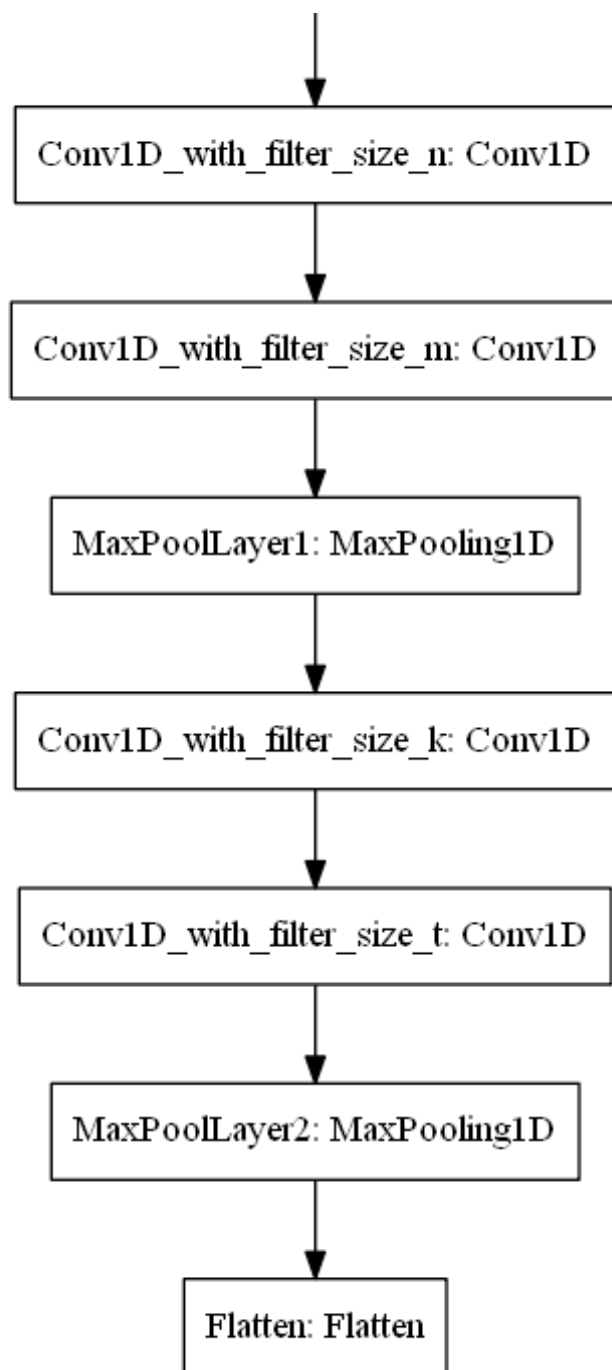 Conv1D_with_filter_size_n: Conv1D
Conv1D_with_filter_size_m: Conv1D
MaxPoolLayer1: MaxPooling1D
Conv1D_with_filter_size_k: Conv1D
Conv1D_with_filter_size_t: Conv1D
MaxPoolLayer2: MaxPooling1D
Flatten: Flatten